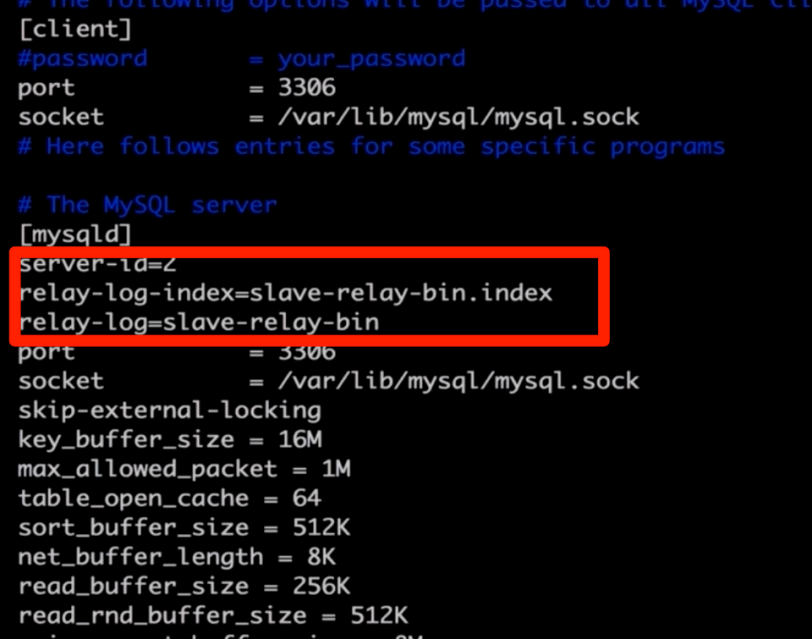 # The following options will be passed to all MySQL cli
[client]
#password       = your_password
port            = 3306
socket          = /var/lib/mysql/mysql.sock
# Here follows entries for some specific programs
# The MySQL server
[mysqld]
server-id=2
relay-log-index=slave-relay-bin.index
relay-log=slave-relay-bin
port            = 3306
socket          = /var/lib/mysql/mysql.sock
skip-external-locking
key_buffer_size = 16M
max_allowed_packet = 1M
table_open_cache = 64
sort_buffer_size = 512K
net_buffer_length = 8K
read_buffer_size = 256K
read_rnd_buffer_size = 512K